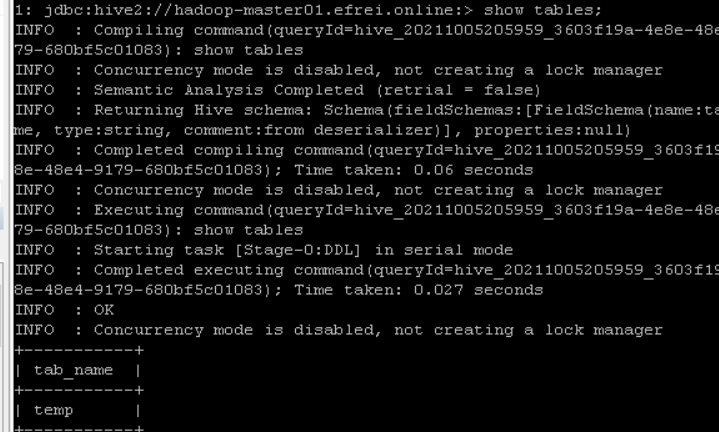 1: jdbc:hive2://hadoop-master01.efrei.online:> show tables;
INFO  : Compiling command(queryId=hive_20211005205959_3603f19a-4e8e-48e
79-680bf5c01083): show tables
INFO  : Concurrency mode is disabled, not creating a lock manager
INFO  : Semantic Analysis Completed (retrial = false)
INFO  : Returning Hive schema: Schema(fieldSchemas:[FieldSchema(name:ta
me, type:string, comment:from deserializer)], properties:null)
INFO  : Completed compiling command(queryId=hive_20211005205959_3603f19
8e-48e4-9179-680bf5c01083); Time taken: 0.06 seconds
INFO  : Concurrency mode is disabled, not creating a lock manager
INFO  : Executing command(queryId=hive_20211005205959_3603f19a-4e8e-48e
79-680bf5c01083): show tables
INFO  : Starting task [Stage-0:DDL] in serial mode
INFO  : Completed executing command(queryId=hive_20211005205959_3603f19
8e-48e4-9179-680bf5c01083); Time taken: 0.027 seconds
INFO  : OK
INFO  : Concurrency mode is disabled, not creating a lock manager
+-----------+
| tab_name  |
+-----------+
| temp      |
+-----------+